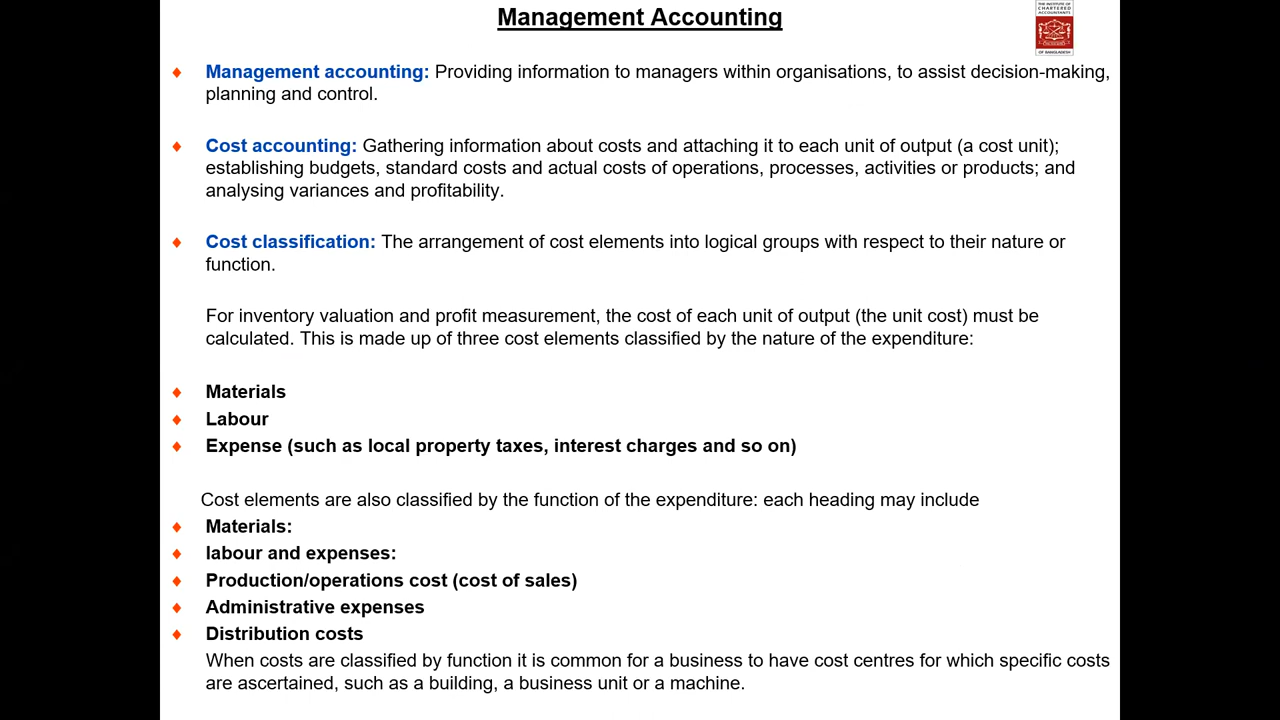 Management Accounting
THE INSTITUTE OF
CHARTERED
ACCOUNTANTS
OF BANGLADESH
♦ Management accounting: Providing information to managers within organisations, to assist decision-making,
planning and control.
♦ Cost accounting: Gathering information about costs and attaching it to each unit of output (a cost unit);
establishing budgets, standard costs and actual costs of operations, processes, activities or products; and
analysing variances and profitability.
♦ Cost classification: The arrangement of cost elements into logical groups with respect to their nature or
function.
For inventory valuation and profit measurement, the cost of each unit of output (the unit cost) must be
calculated. This is made up of three cost elements classified by the nature of the expenditure:
♦ Materials
♦ Labour
♦ Expense (such as local property taxes, interest charges and so on)
Cost elements are also classified by the function of the expenditure: each heading may include
♦ Materials:
♦ labour and expenses:
♦ Production/operations cost (cost of sales)
♦ Administrative expenses
♦ Distribution costs
When costs are classified by function it is common for a business to have cost centres for which specific costs
are ascertained, such as a building, a business unit or a machine.